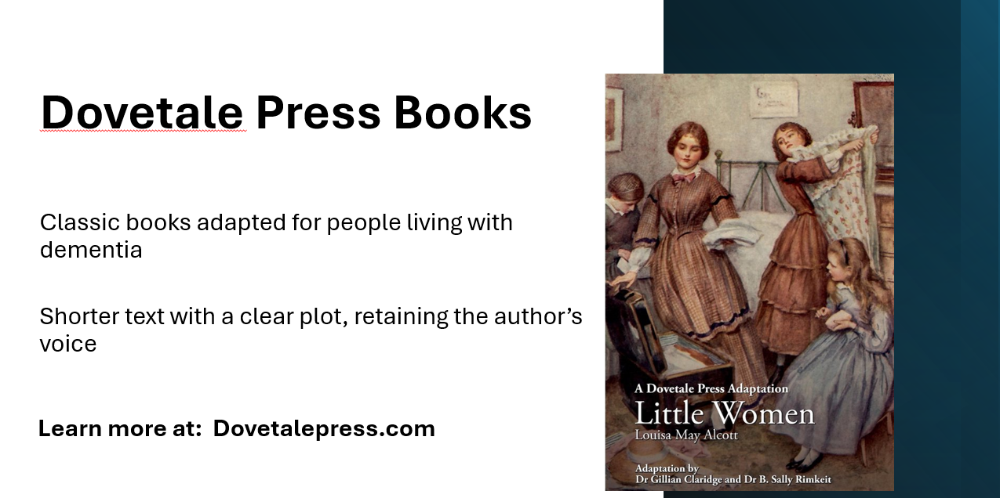 Dovetale Press Books
Classic books adapted for people living with
dementia
Shorter text with a clear plot, retaining the author’s
voice
Learn more at:  Dovetalepress.com
A Dovetale Press Adaptation
Little Women
Louisa May Alcott
Adaptation by
Dr Gillian Claridge and Dr B. Sally Rimkeit